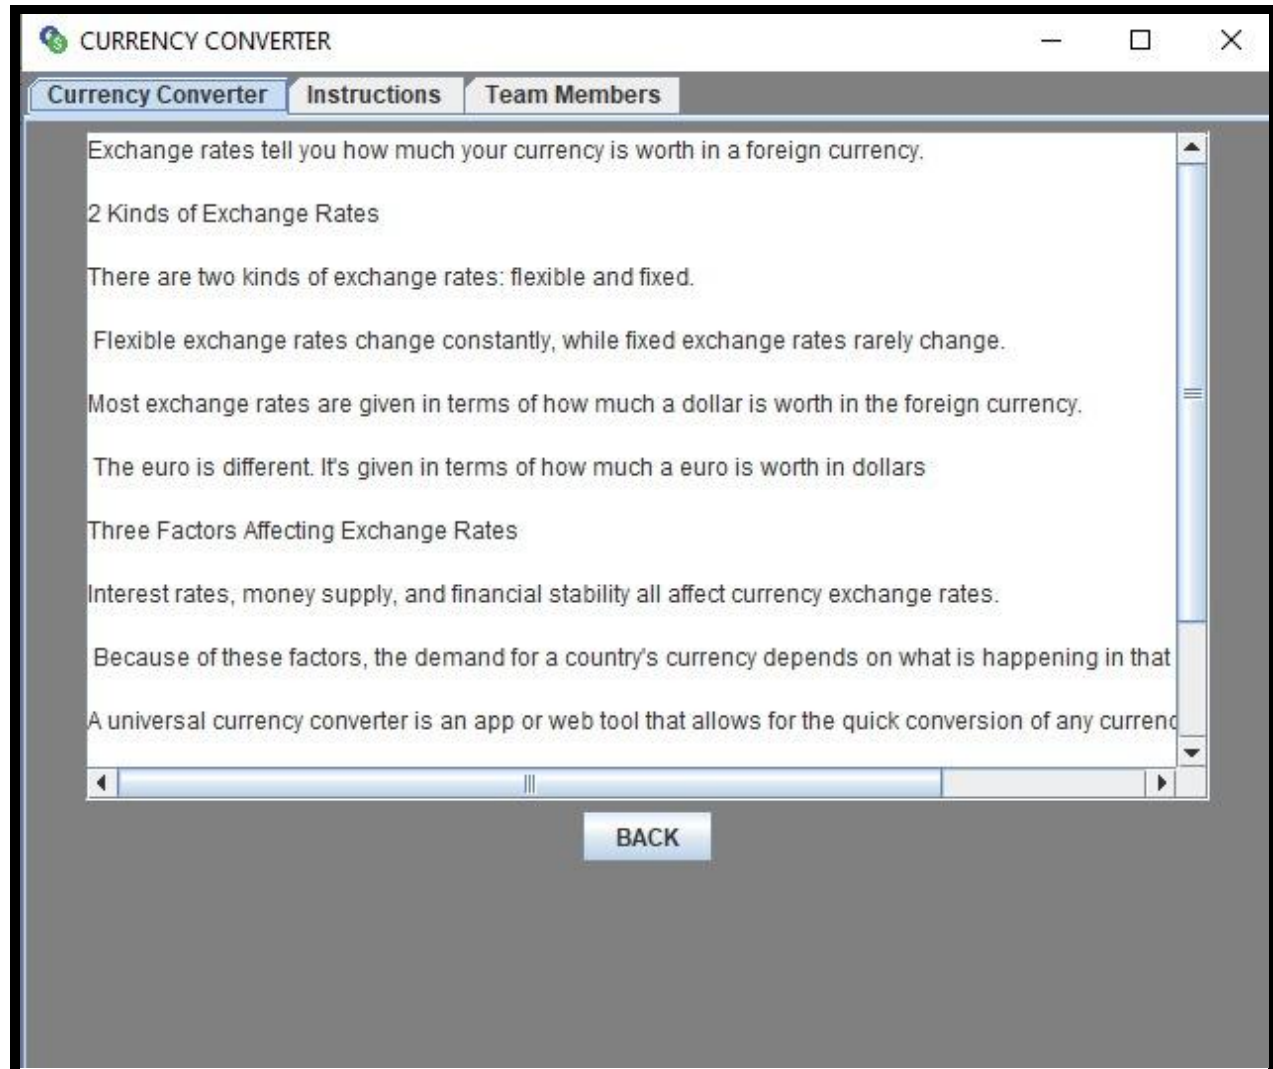 CURRENCY CONVERTER
Currency Converter Instructions Team Members
Exchange rates tell you how much your currency is worth in a foreign currency.
2 Kinds of Exchange Rates
There are two kinds of exchange rates: flexible and fixed.
Flexible exchange rates change constantly, while fixed exchange rates rarely change.
Most exchange rates are given in terms of how much a dollar is worth in the foreign currency.
The euro is different. It's given in terms of how much a euro is worth in dollars
Three Factors Affecting Exchange Rates
Interest rates, money supply, and financial stability all affect currency exchange rates.
Because of these factors, the demand for a country's currency depends on what is happening in that
A universal currency converter is an app or web tool that allows for the quick conversion of any currenc
BACK